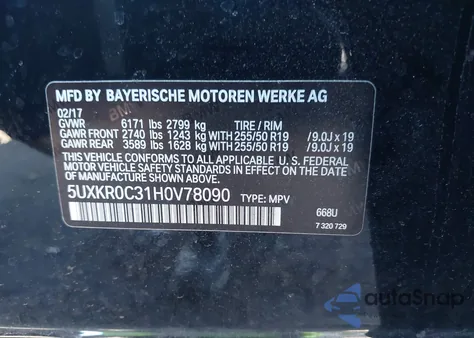 MFD BY BAYERISCHE MOTOREN WERKE AG
02/17
GVWR 6171 lbs 2799 kg TIRE / RIM
GAWR FRONT 2740 lbs 1243 kg WITH 255/50 R19 /9.0J x 19
GAWR REAR 3589 lbs 1628 kg WITH 255/50 R19 /9.0J x 19
THIS VEHICLE CONFORMS TO ALL APPLICABLE U. S. FEDERAL
MOTOR VEHICLE SAFETY STANDARDS IN EFFECT ON THE DATE
OF MANUFACTURE SHOWN ABOVE.
5UXKR0C31H0V78090 TYPE: MPV
668U
7 320 729
autoSnap